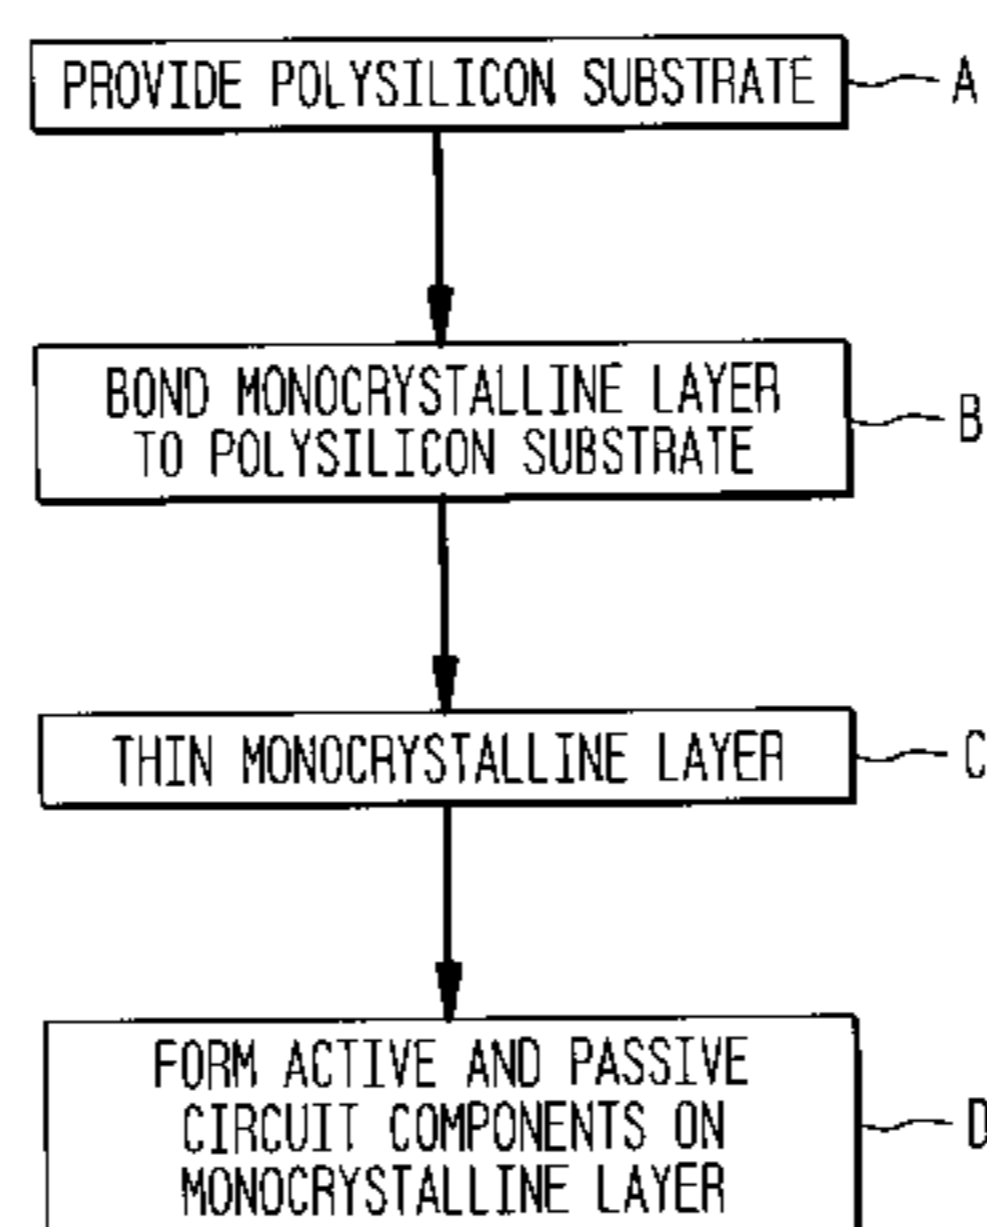 PROVIDE POLYSILICON SUBSTRATE
A
BOND MONOCRYSTALLINE LAYER
TO POLYSILICON SUBSTRATE
B
THIN MONOCRYSTALLINE LAYER
C
FORM ACTIVE AND PASSIVE
CIRCUIT COMPONENTS ON
MONOCRYSTALLINE LAYER
D